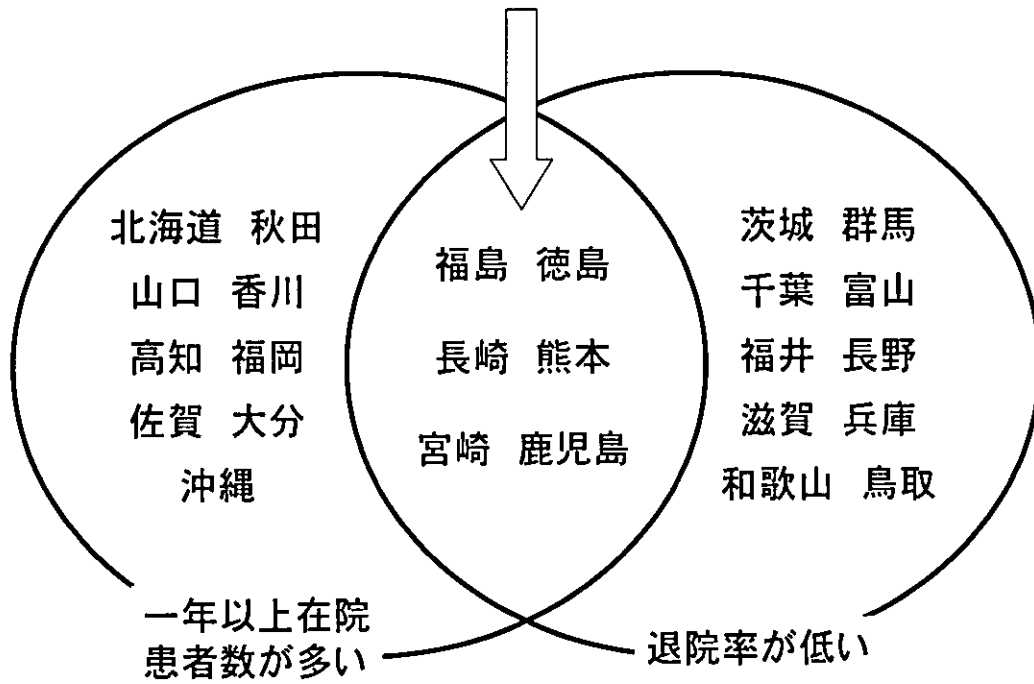 北海道 秋田
山口 香川
高知 福岡
佐賀 大分
沖縄
福島 徳島
長崎 熊本
宮崎 鹿児島
茨城 群馬
千葉 富山
福井 長野
滋賀 兵庫
和歌山 鳥取
一年以上在院
患者数が多い
退院率が低い